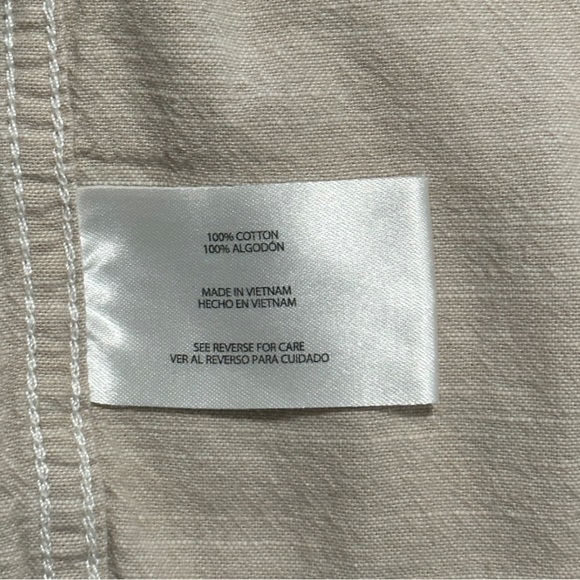 100% COTTON
100% ALGODÓN
MADE IN VIETNAM
HECHO EN VIETNAM
SEE REVERSE FOR CARE
VER AL REVERSO PARA CUIDADO